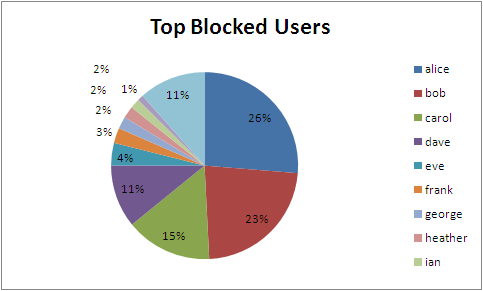 Top Blocked Users
26%
23%
15%
11%
4%
3%
2%
2%
2%
1%
11%
alice
bob
carol
dave
eve
frank
george
heather
ian